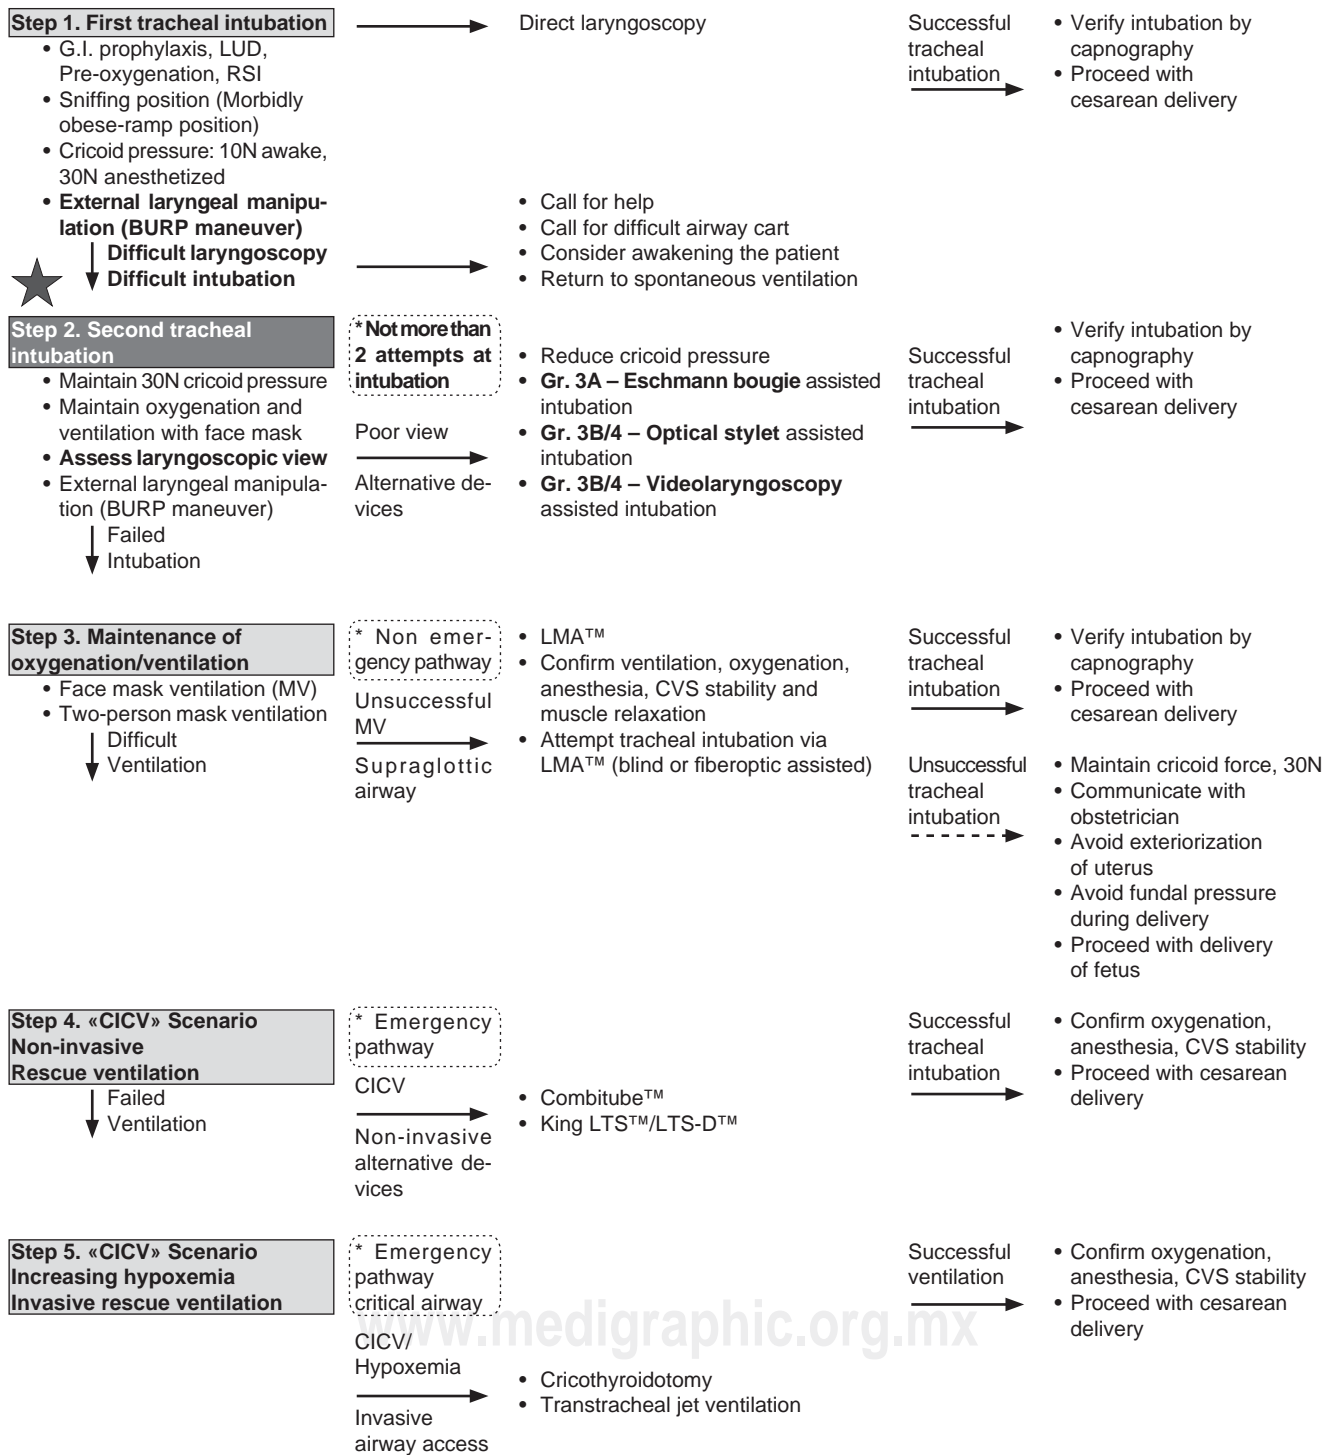 Step 1. First tracheal intubation
• G.I. prophylaxis, LUD,
Pre-oxygenation, RSI
• Sniffing position (Morbidly
obese-ramp position)
• Cricoid pressure: 10N awake,
30N anesthetized
• External laryngeal manipu-
lation (BURP maneuver)
Difficult laryngoscopy
Difficult intubation
Direct laryngoscopy
• Call for help
• Call for difficult airway cart
• Consider awakening the patient
• Return to spontaneous ventilation
Successful
tracheal
intubation
• Verify intubation by
capnography
• Proceed with
cesarean delivery
Step 2. Second tracheal
intubation
• Maintain 30N cricoid pressure
• Maintain oxygenation and
ventilation with face mask
• Assess laryngoscopic view
• External laryngeal manipula-
tion (BURP maneuver)
Failed
Intubation
* Not more than
2 attempts at
intubation
Poor view
Alternative de-
vices
• Reduce cricoid pressure
• Gr. 3A – Eschmann bougie assisted
intubation
• Gr. 3B/4 – Optical stylet assisted
intubation
• Gr. 3B/4 – Videolaryngoscopy
assisted intubation
Successful
tracheal
intubation
• Verify intubation by
capnography
• Proceed with
cesarean delivery
Step 3. Maintenance of
oxygenation/ventilation
• Face mask ventilation (MV)
• Two-person mask ventilation
Difficult
Ventilation
* Non emer-
gency pathway
Unsuccessful
MV
Supraglottic
airway
• LMA™
• Confirm ventilation, oxygenation,
anesthesia, CVS stability and
muscle relaxation
• Attempt tracheal intubation via
LMA™ (blind or fiberoptic assisted)
Successful
tracheal
intubation
• Verify intubation by
capnography
• Proceed with
cesarean delivery
Unsuccessful
tracheal
intubation
• Maintain cricoid force, 30N
• Communicate with
obstetrician
• Avoid exteriorization
of uterus
• Avoid fundal pressure
during delivery
• Proceed with delivery
of fetus
Step 4. «CICV» Scenario
Non-invasive
Rescue ventilation
Failed
Ventilation
* Emergency
pathway
CICV
Non-invasive
alternative de-
vices
• Combitube™
• King LTS™/LTS-D™
Successful
tracheal
intubation
• Confirm oxygenation,
anesthesia, CVS stability
• Proceed with cesarean
delivery
Step 5. «CICV» Scenario
Increasing hypoxemia
Invasive rescue ventilation
* Emergency
pathway
critical airway
CICV/
Hypoxemia
Invasive
airway access
• Cricothyroidotomy
• Transtracheal jet ventilation
Successful
ventilation
• Confirm oxygenation,
anesthesia, CVS stability
• Proceed with cesarean
delivery
www.medigraphic.org.mx